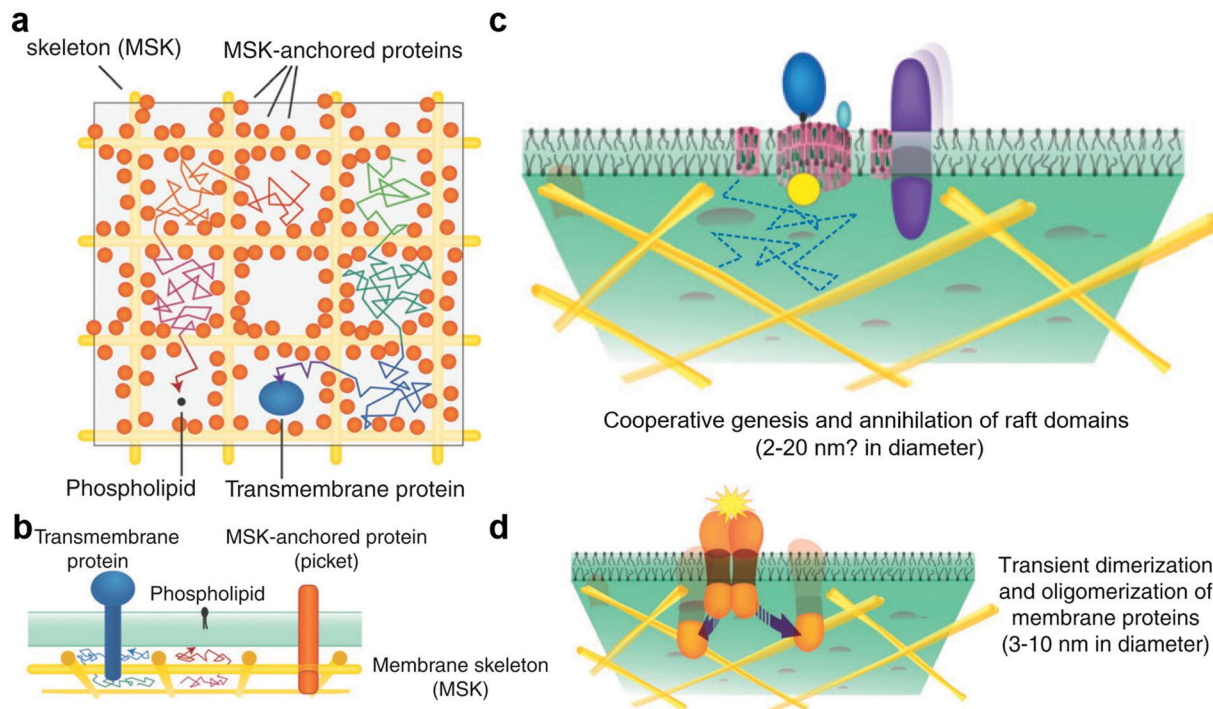 a
skeleton (MSK)
MSK-anchored proteins
Phospholipid
Transmembrane protein
b
Transmembrane
protein
Phospholipid
MSK-anchored protein
(picket)
Membrane skeleton
(MSK)
c
Cooperative genesis and annihilation of raft domains
(2-20 nm? in diameter)
d
Transient dimerization
and oligomerization of
membrane proteins
(3-10 nm in diameter)